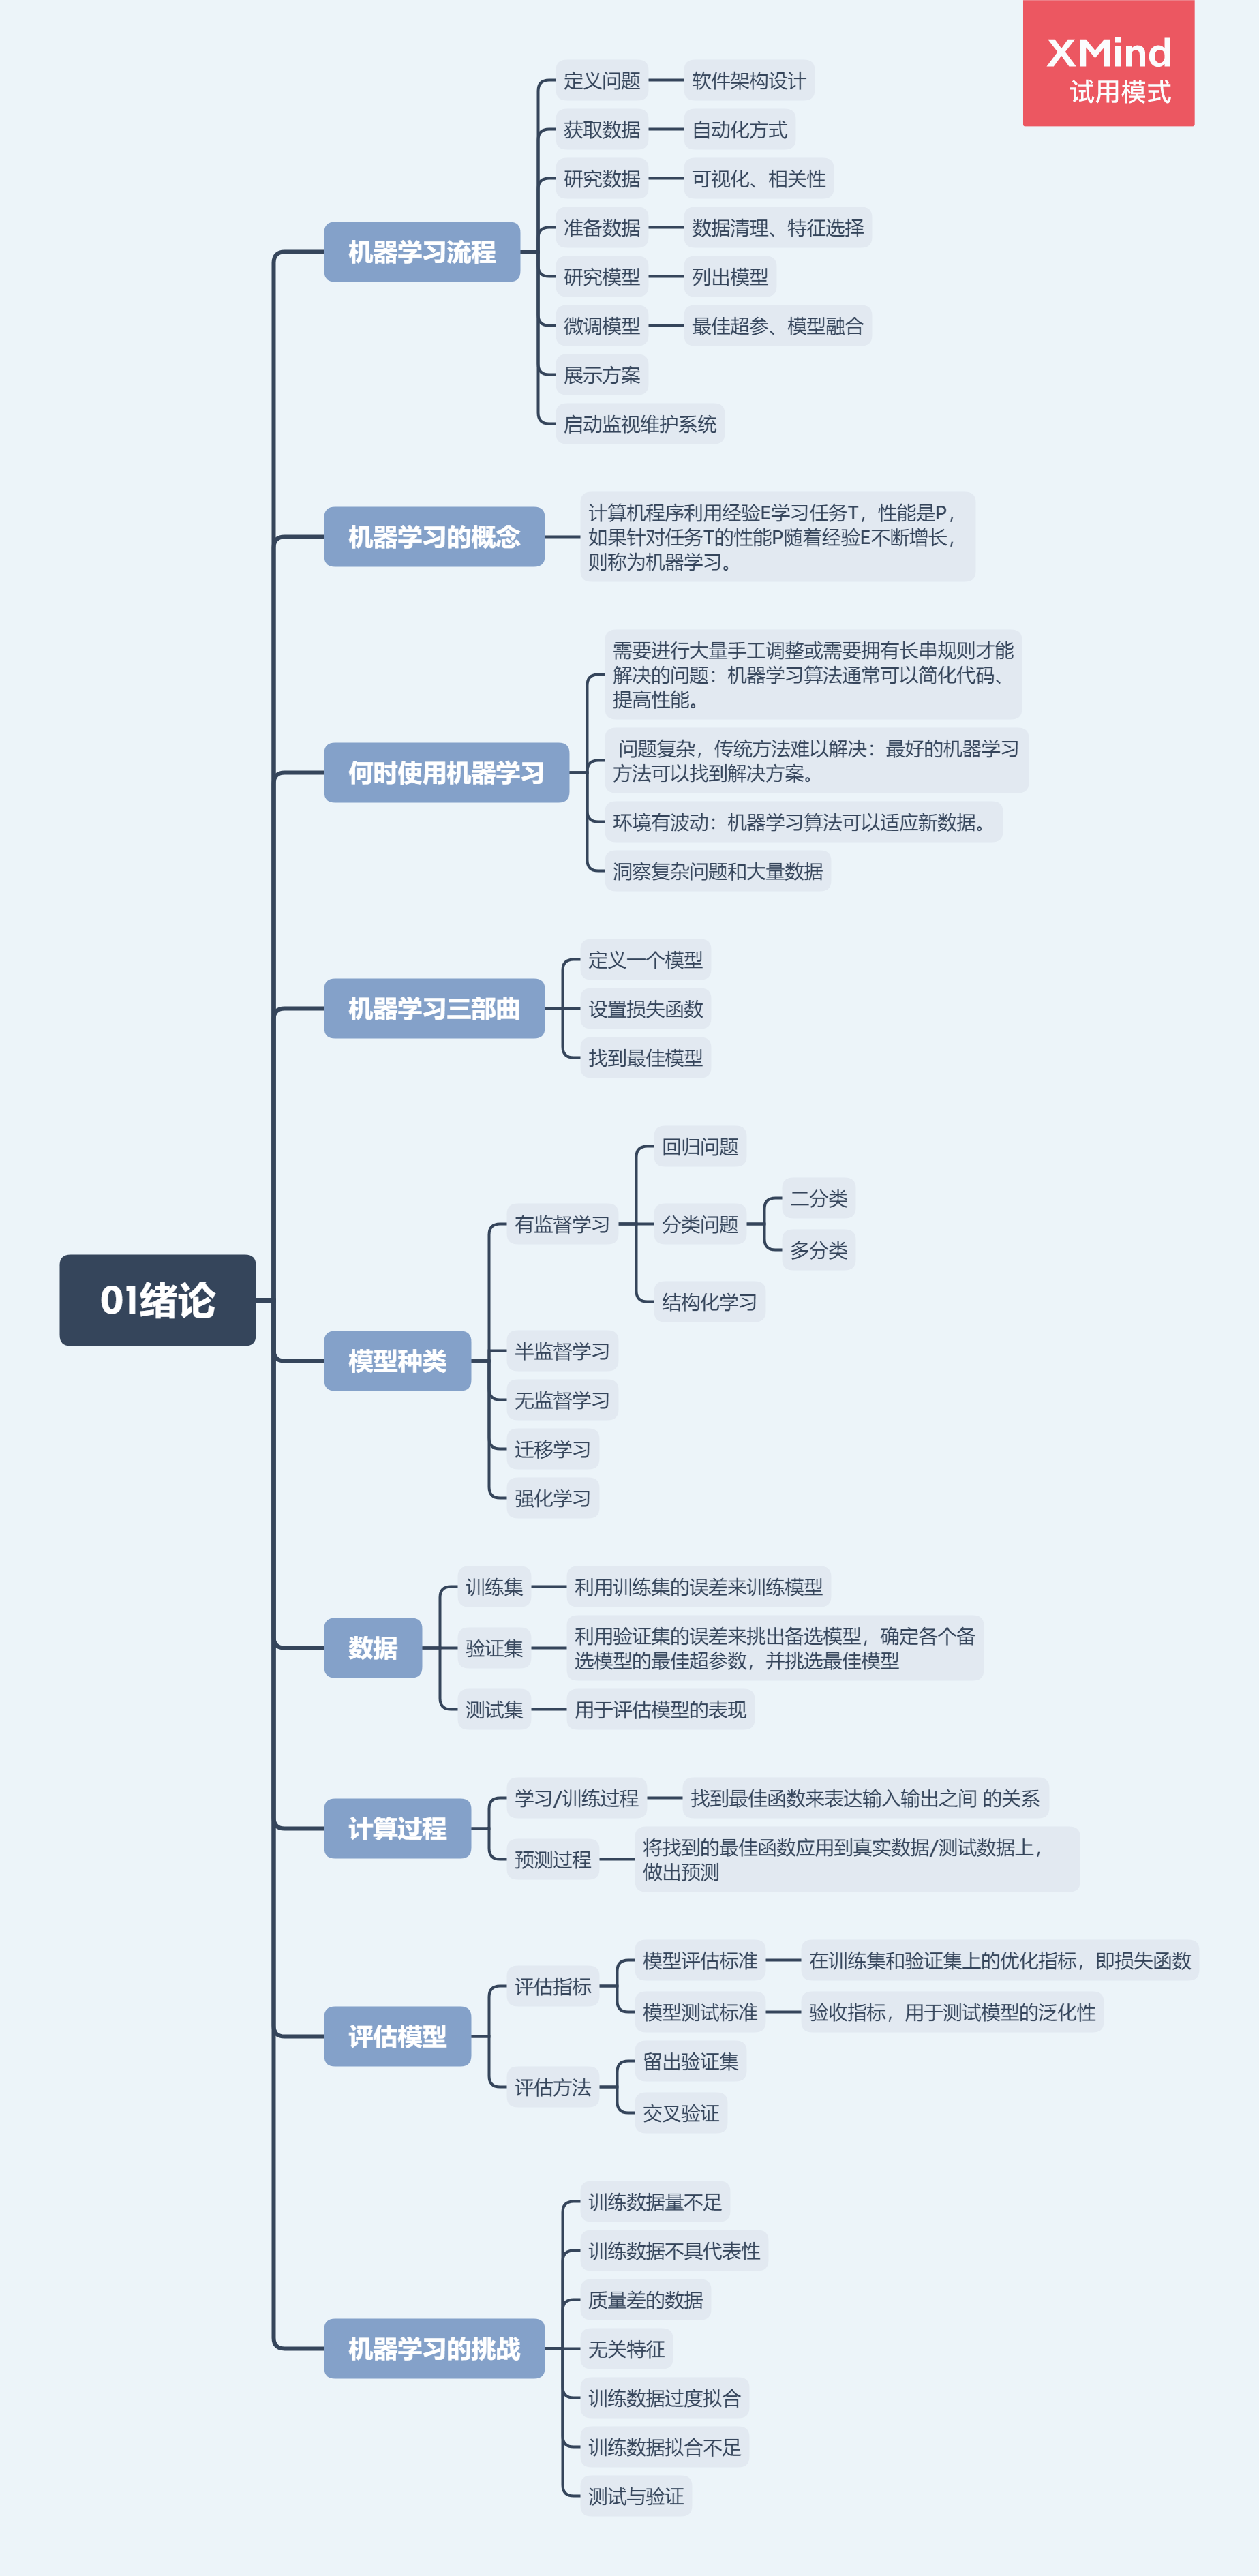 XMind
试用模式
定义问题
软件架构设计
获取数据
自动化方式
研究数据
可视化、相关性
准备数据
数据清理、特征选择
机器学习流程
研究模型
列出模型
微调模型
最佳超参、模型融合
展示方案
启动监视维护系统
机器学习的概念
计算机程序利用经验E学习任务T，性能是P，
如果针对任务T的性能P随着经验E不断增长，
则称为机器学习。
何时使用机器学习
需要进行大量手工调整或需要拥有长串规则才能
解决的问题：机器学习算法通常可以简化代码、
提高性能。
问题复杂，传统方法难以解决：最好的机器学习
方法可以找到解决方案。
环境有波动：机器学习算法可以适应新数据。
洞察复杂问题和大量数据
机器学习三部曲
定义一个模型
设置损失函数
找到最佳模型
01绪论
模型种类
有监督学习
回归问题
分类问题
二分类
多分类
结构化学习
半监督学习
无监督学习
迁移学习
强化学习
数据
训练集
利用训练集的误差来训练模型
验证集
利用验证集的误差来挑出备选模型，确定各个备
选模型的最佳超参数，并挑选最佳模型
测试集
用于评估模型的表现
计算过程
学习/训练过程
找到最佳函数来表达输入输出之间 的关系
预测过程
将找到的最佳函数应用到真实数据/测试数据上，
做出预测
评估模型
评估指标
模型评估标准
在训练集和验证集上的优化指标，即损失函数
模型测试标准
验收指标，用于测试模型的泛化性
评估方法
留出验证集
交叉验证
机器学习的挑战
训练数据量不足
训练数据不具代表性
质量差的数据
无关特征
训练数据过度拟合
训练数据拟合不足
测试与验证